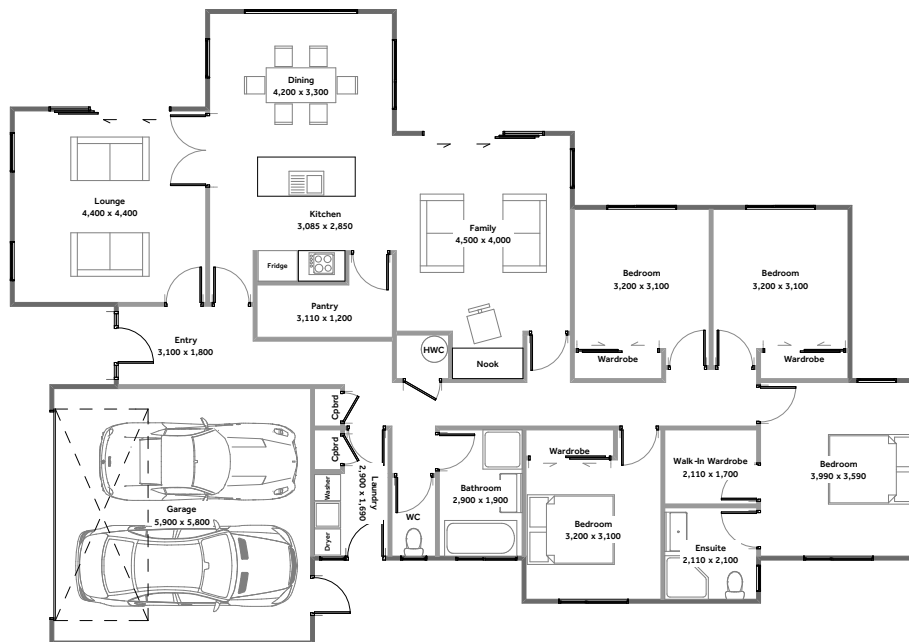 Dining
4,200 x 3,300
Lounge
4,400 x 4,400
Kitchen
3,085 x 2,850
Family
4,500 x 4,000
Fridge
Pantry
3,110 x 1,200
Bedroom
3,200 x 3,100
Bedroom
3,200 x 3,100
Entry
3,100 x 1,800
HWC
Nook
Wardrobe
Wardrobe
Cpbrd
Cpbrd
Laundry
2,900 x 1,690
Washer
Dryer
WC
Bathroom
2,900 x 1,900
Wardrobe
Bedroom
3,200 x 3,100
Walk-In Wardrobe
2,110 x 1,700
Bedroom
3,990 x 3,590
Ensuite
2,110 x 2,100
Garage
5,900 x 5,800